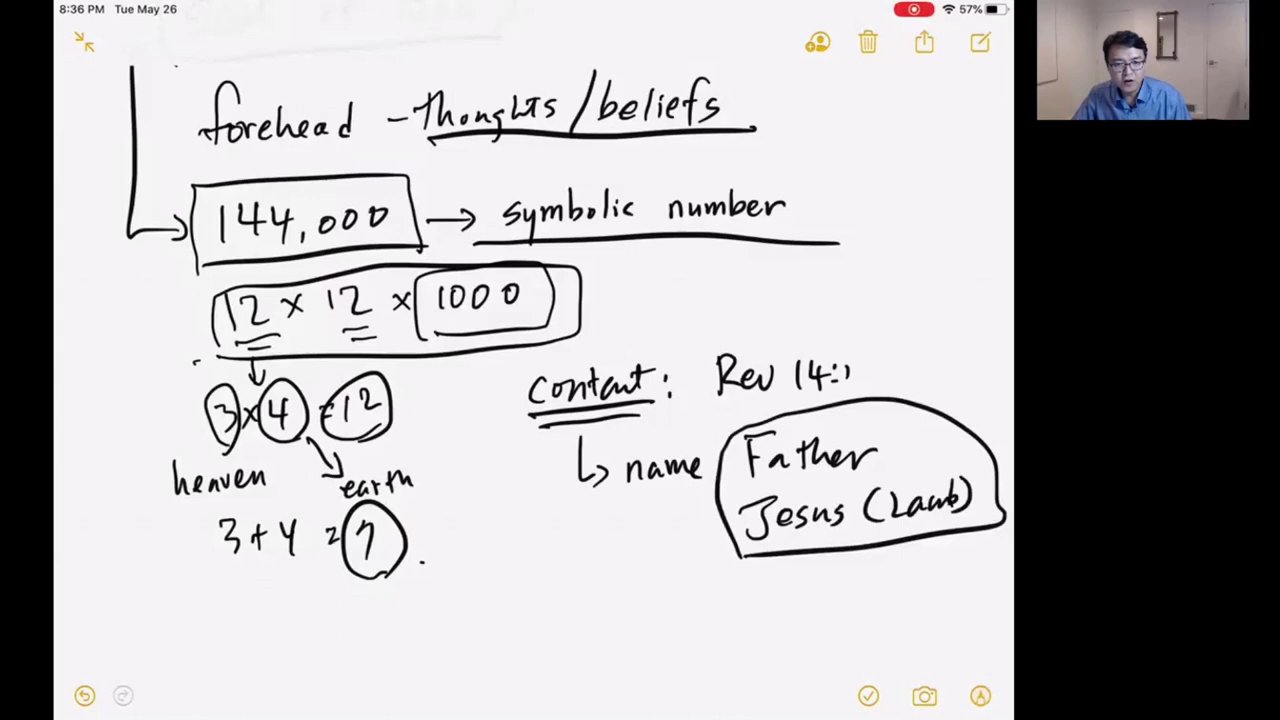 8:36 PM Tue May 26 57%
forehead - thoughts/beliefs
144,000 → symbolic number
12 x 12 x 1000
3 x 4 = 12
heaven earth
3 + 4 = 7
Content: Rev 14:1
↳ name Father
Jesus (Lamb)